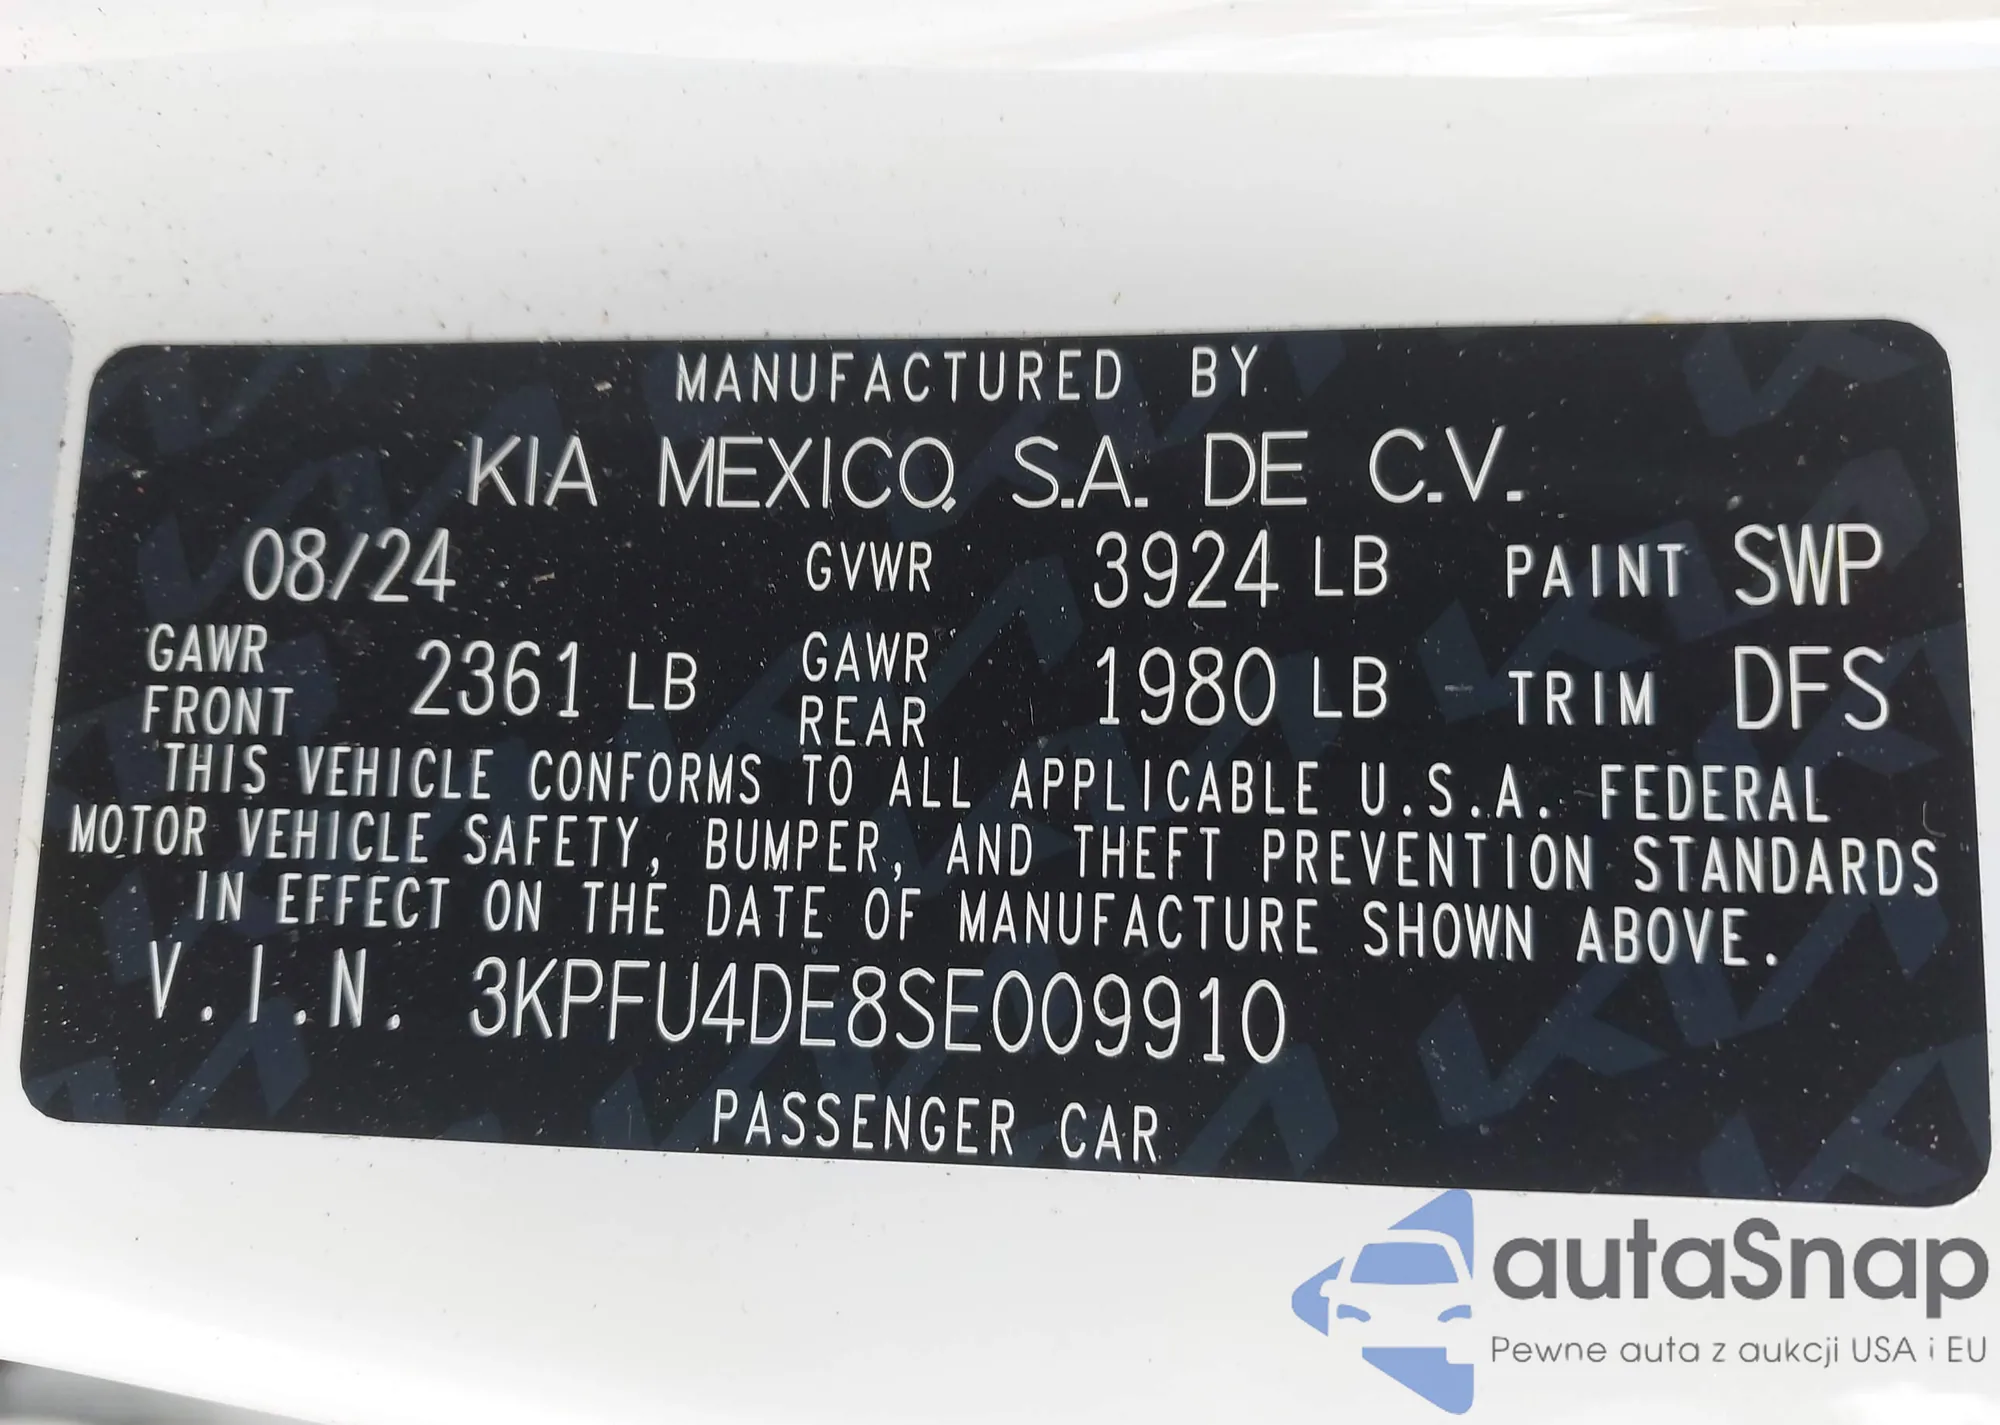 MANUFACTURED BY
KIA MEXICO, S.A. DE C.V.
08/24 GVWR 3924 LB PAINT SWP
GAWR FRONT 2361 LB GAWR REAR 1980 LB TRIM DFS
THIS VEHICLE CONFORMS TO ALL APPLICABLE U.S.A. FEDERAL
MOTOR VEHICLE SAFETY, BUMPER, AND THEFT PREVENTION STANDARDS
IN EFFECT ON THE DATE OF MANUFACTURE SHOWN ABOVE.
V.I.N. 3KPFU4DE8SE009910
PASSENGER CAR
autaSnap
Pewne auta z aukcji USA i EU